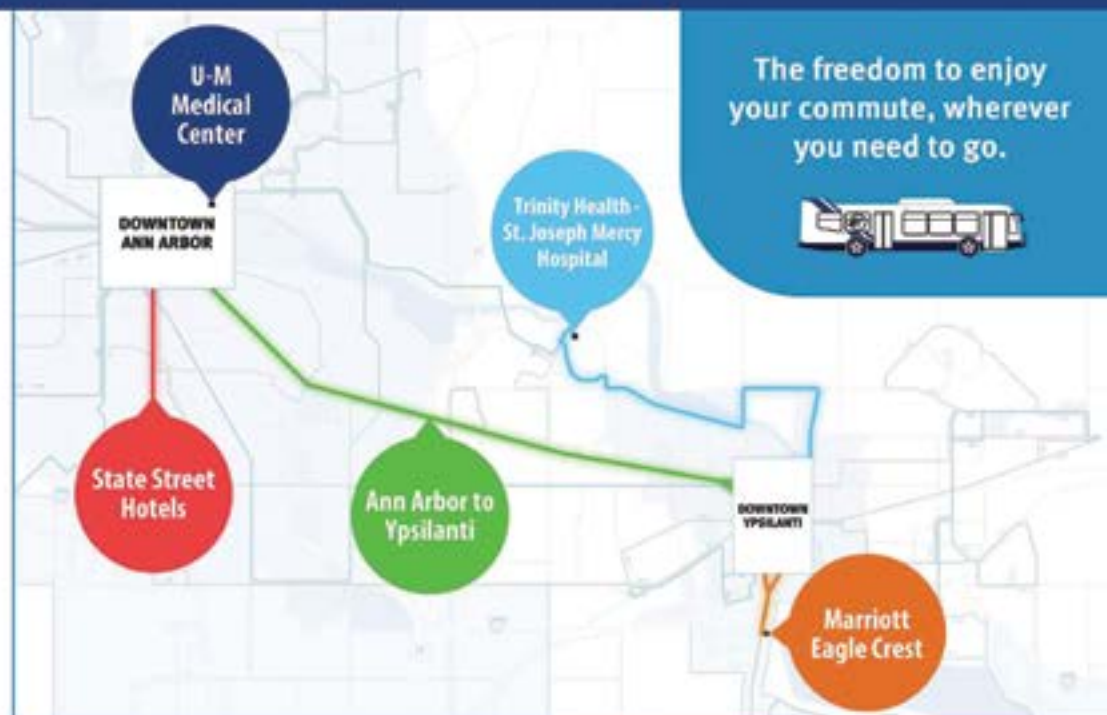 U-M
Medical
Center
The freedom to enjoy
your commute, wherever
you need to go.
DOWNTOWN
ANN ARBOR
Trinity Health -
St. Joseph Mercy
Hospital
State Street
Hotels
Ann Arbor to
Ypsilanti
DOWNTOWN
YPSILANTI
Marriott
Eagle Crest